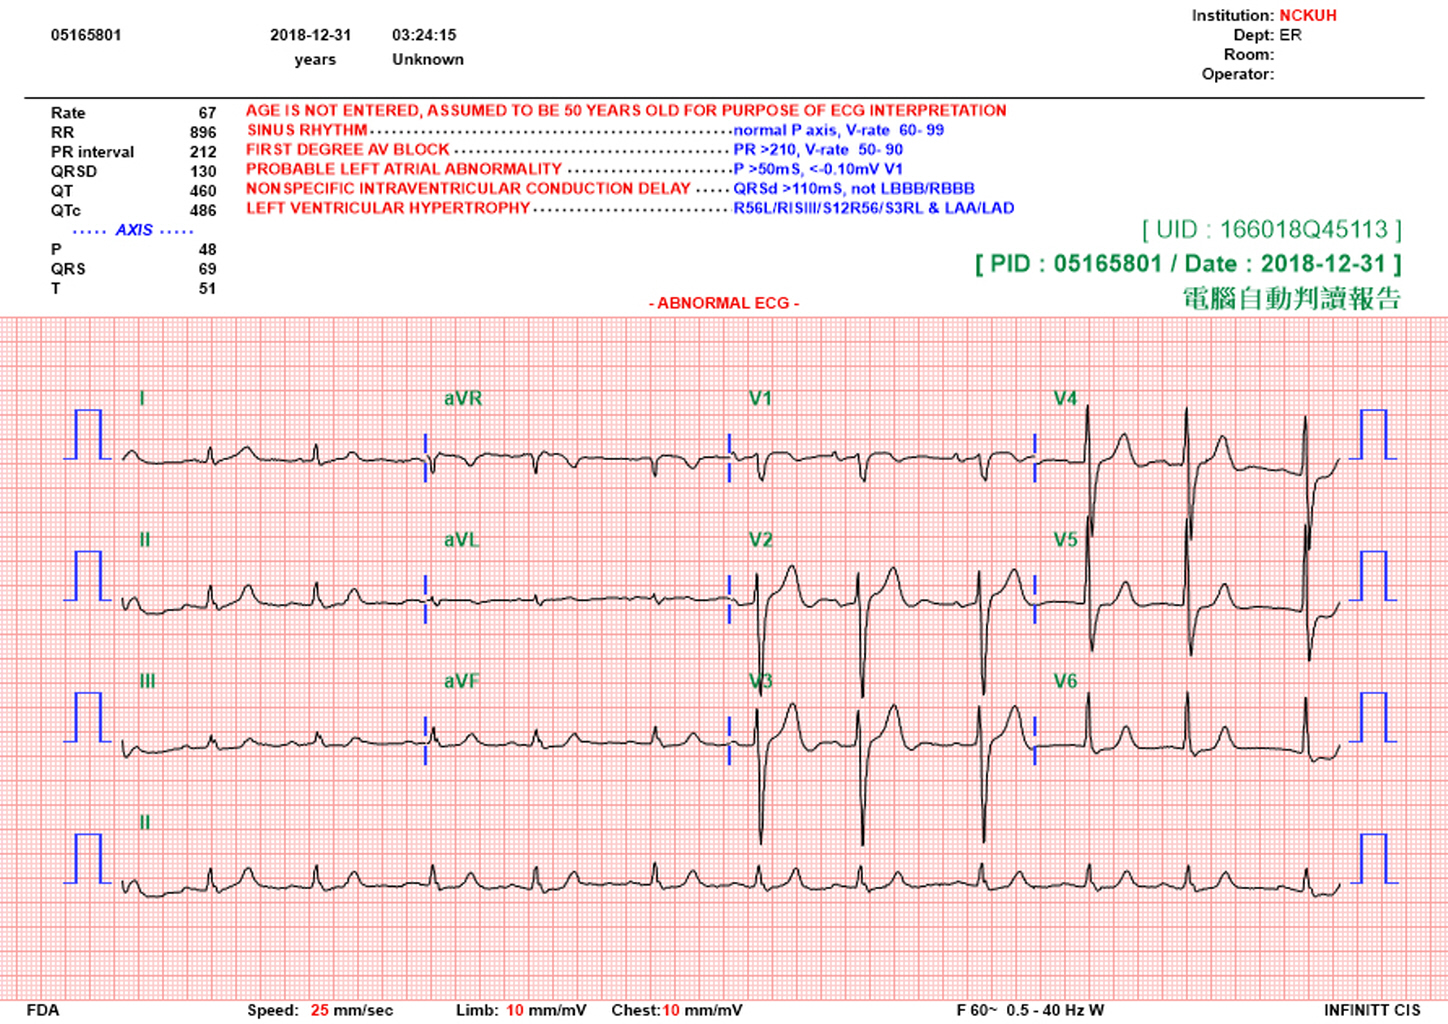 Institution: NCKUH
05165801 2018-12-31 03:24:15 Dept: ER
years Unknown Room:
Operator:
Rate 67 AGE IS NOT ENTERED, ASSUMED TO BE 50 YEARS OLD FOR PURPOSE OF ECG INTERPRETATION
RR 896 SINUS RHYTHM normal P axis, V-rate 60- 99
PR interval 212 FIRST DEGREE AV BLOCK PR >210, V-rate 50- 90
QRSD 130 PROBABLE LEFT ATRIAL ABNORMALITY P >50mS, <-0.10mV V1
QT 460 NONSPECIFIC INTRAVENTRICULAR CONDUCTION DELAY QRSd >110mS, not LBBB/RBBB
QTc 486 LEFT VENTRICULAR HYPERTROPHY R56L/RISIII/S12R56/S3RL & LAA/LAD
AXIS
[ UID : 166018Q45113 ]
P 48
QRS 69 [ PID : 05165801 / Date : 2018-12-31 ]
T 51
電腦自動判讀報告
- ABNORMAL ECG -
I aVR V1 V4
II aVL V2 V5
III aVF V3 V6
II
FDA Speed: 25 mm/sec Limb: 10 mm/mV Chest:10 mm/mV F 60~ 0.5 - 40 Hz W INFINITT CIS